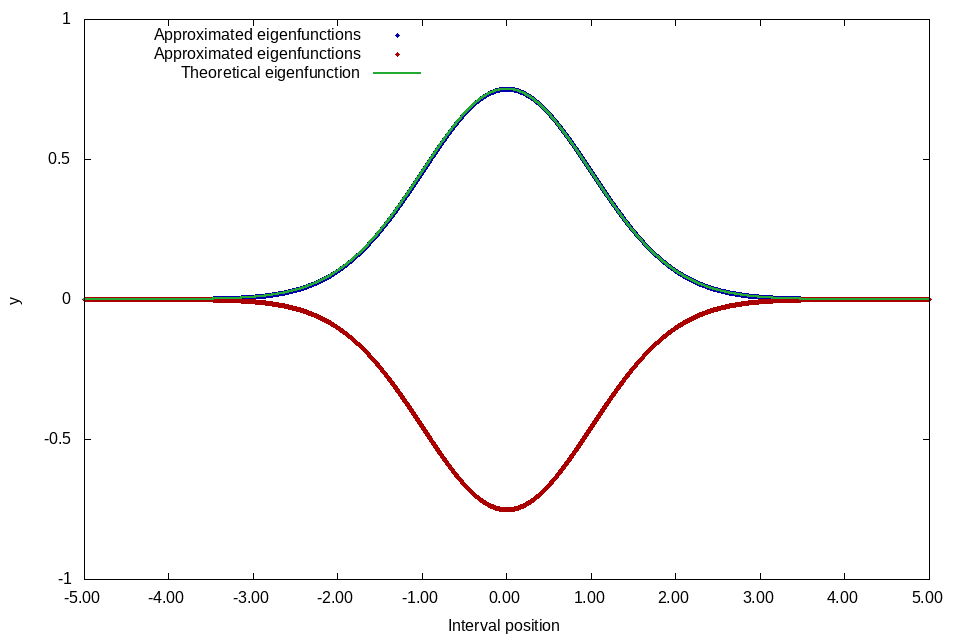 Approximated eigenfunctions
Approximated eigenfunctions
Theoretical eigenfunction
1
0.5
0
-0.5
-1
y
-5.00 -4.00 -3.00 -2.00 -1.00 0.00 1.00 2.00 3.00 4.00 5.00
Interval position